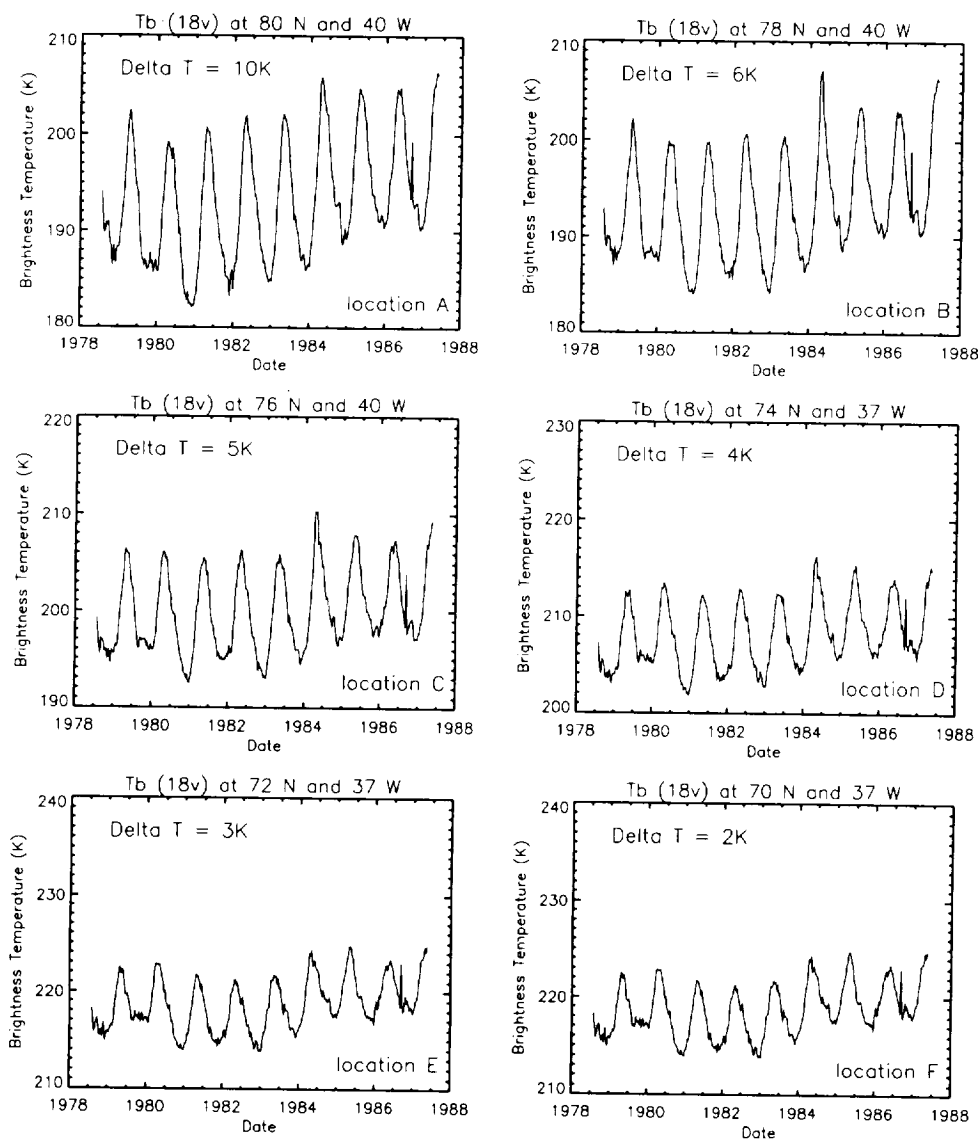 Tb (18v) at 80 N and 40 W
210
200
190
180
Brightness Temperature (K)
Delta T = 10K
location A
1978 1980 1982 1984 1986 1988
Date
Tb (18v) at 78 N and 40 W
210
200
190
180
Brightness Temperature (K)
Delta T = 6K
location B
1978 1980 1982 1984 1986 1988
Date
Tb (18v) at 76 N and 40 W
220
210
200
190
Brightness Temperature (K)
Delta T = 5K
location C
1978 1980 1982 1984 1986 1988
Date
Tb (18v) at 74 N and 37 W
230
220
210
200
Brightness Temperature (K)
Delta T = 4K
location D
1978 1980 1982 1984 1986 1988
Date
Tb (18v) at 72 N and 37 W
240
230
220
210
Brightness Temperature (K)
Delta T = 3K
location E
1978 1980 1982 1984 1986 1988
Date
Tb (18v) at 70 N and 37 W
240
230
220
210
Brightness Temperature (K)
Delta T = 2K
location F
1978 1980 1982 1984 1986 1988
Date